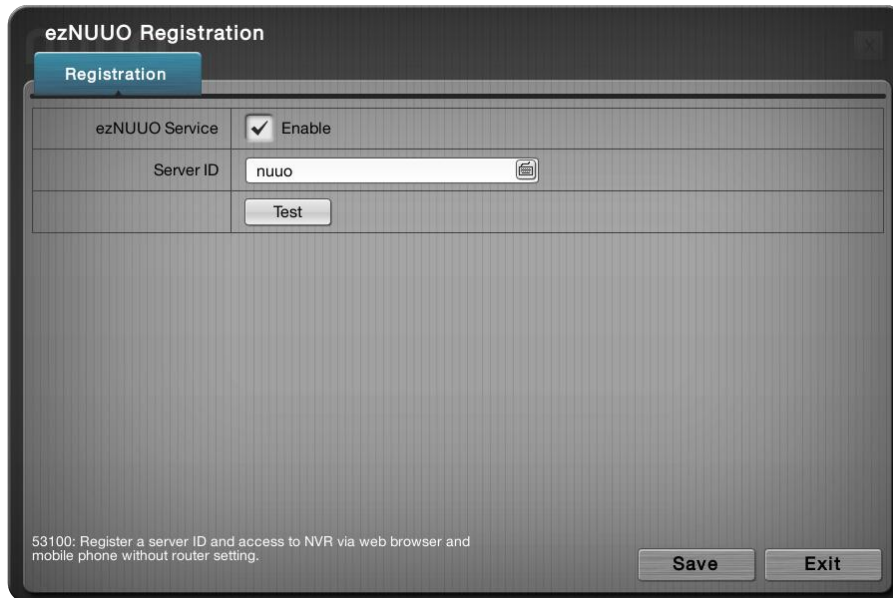 ezNUUO Registration
Registration
ezNUUO Service
Enable
Server ID
nuuo
Test
53100: Register a server ID and access to NVR via web browser and
mobile phone without router setting.
Save
Exit